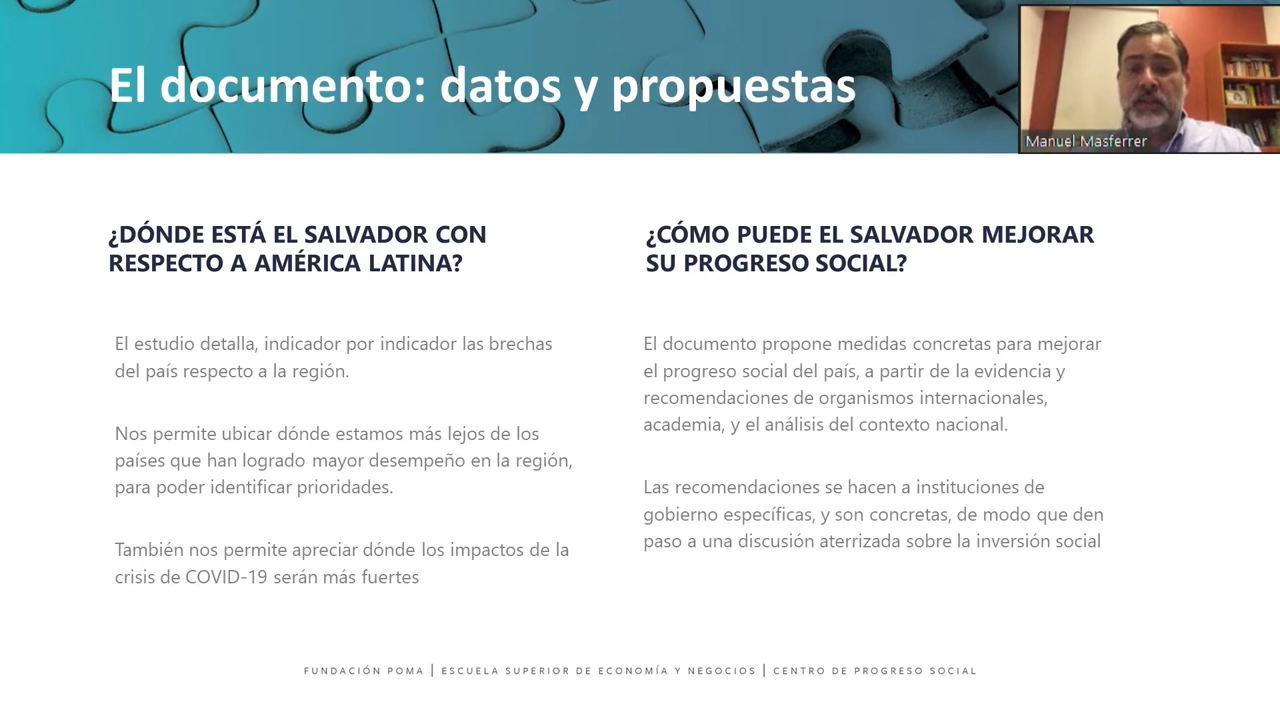 El documento: datos y propuestas
Manuel Masferrer
¿DÓNDE ESTÁ EL SALVADOR CON
RESPECTO A AMÉRICA LATINA?
El estudio detalla, indicador por indicador las brechas
del país respecto a la región.
Nos permite ubicar dónde estamos más lejos de los
países que han logrado mayor desempeño en la región,
para poder identificar prioridades.
También nos permite apreciar dónde los impactos de la
crisis de COVID-19 serán más fuertes
¿CÓMO PUEDE EL SALVADOR MEJORAR
SU PROGRESO SOCIAL?
El documento propone medidas concretas para mejorar
el progreso social del país, a partir de la evidencia y
recomendaciones de organismos internacionales,
academia, y el análisis del contexto nacional.
Las recomendaciones se hacen a instituciones de
gobierno específicas, y son concretas, de modo que den
paso a una discusión aterrizada sobre la inversión social
FUNDACIÓN POMA | ESCUELA SUPERIOR DE ECONOMÍA Y NEGOCIOS | CENTRO DE PROGRESO SOCIAL